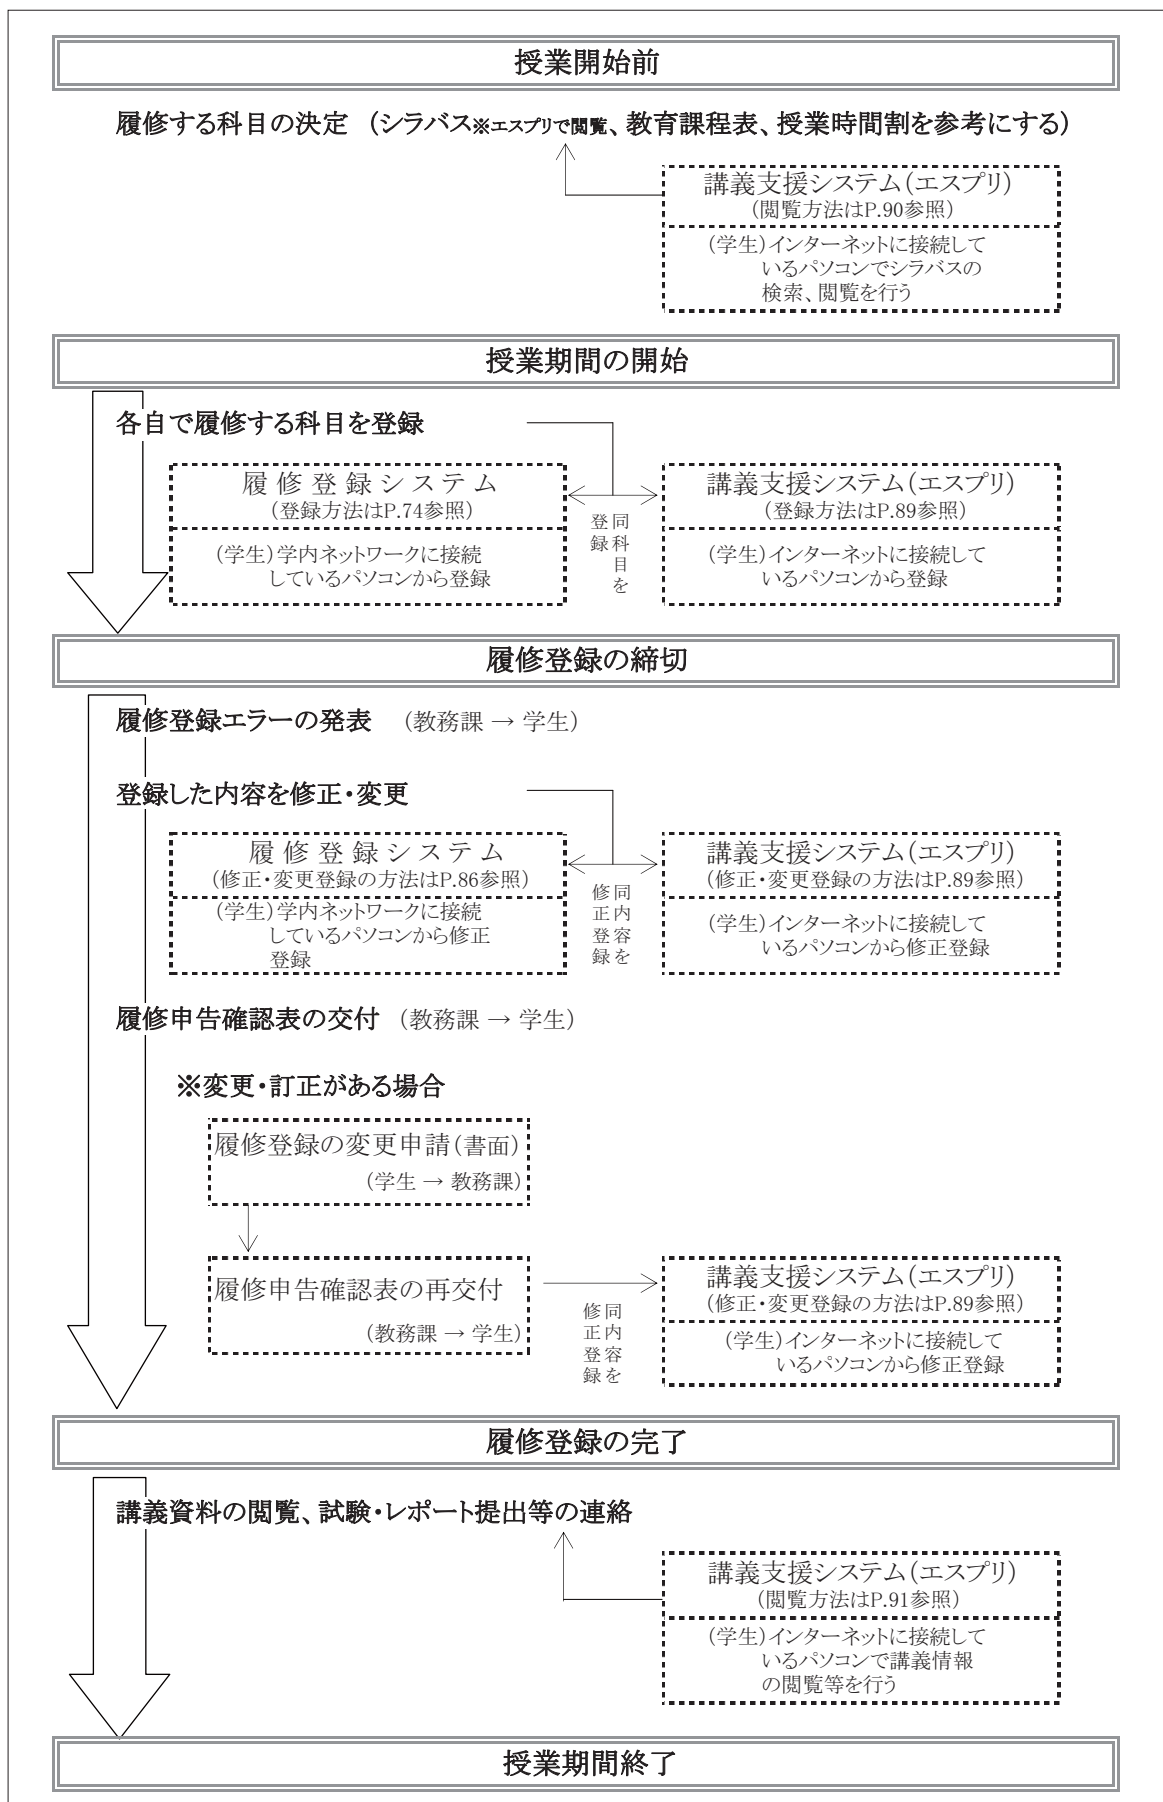 授業開始前
履修する科目の決定 （シラバス※エスプリで閲覧、教育課程表、授業時間割を参考にする）
講義支援システム（エスプリ）
（閲覧方法はP.90参照）
（学生）インターネットに接続して
いるパソコンでシラバスの
検索、閲覧を行う
授業期間の開始
各自で履修する科目を登録
履修登録システム
（登録方法はP.74参照）
（学生）学内ネットワークに接続
しているパソコンから登録
同科目を
登録
講義支援システム（エスプリ）
（登録方法はP.89参照）
（学生）インターネットに接続して
いるパソコンから登録
履修登録の締切
履修登録エラーの発表 （教務課 → 学生）
登録した内容を修正・変更
履修登録システム
（修正・変更登録の方法はP.86参照）
（学生）学内ネットワークに接続
しているパソコンから修正
登録
同内容を
修正登録
講義支援システム（エスプリ）
（修正・変更登録の方法はP.89参照）
（学生）インターネットに接続して
いるパソコンから修正登録
履修申告確認表の交付 （教務課 → 学生）
※変更・訂正がある場合
履修登録の変更申請（書面）
（学生 → 教務課）
履修申告確認表の再交付
（教務課 → 学生）
同内容を
修正登録
講義支援システム（エスプリ）
（修正・変更登録の方法はP.89参照）
（学生）インターネットに接続して
いるパソコンから修正登録
履修登録の完了
講義資料の閲覧、試験・レポート提出等の連絡
講義支援システム（エスプリ）
（閲覧方法はP.91参照）
（学生）インターネットに接続して
いるパソコンで講義情報
の閲覧等を行う
授業期間終了